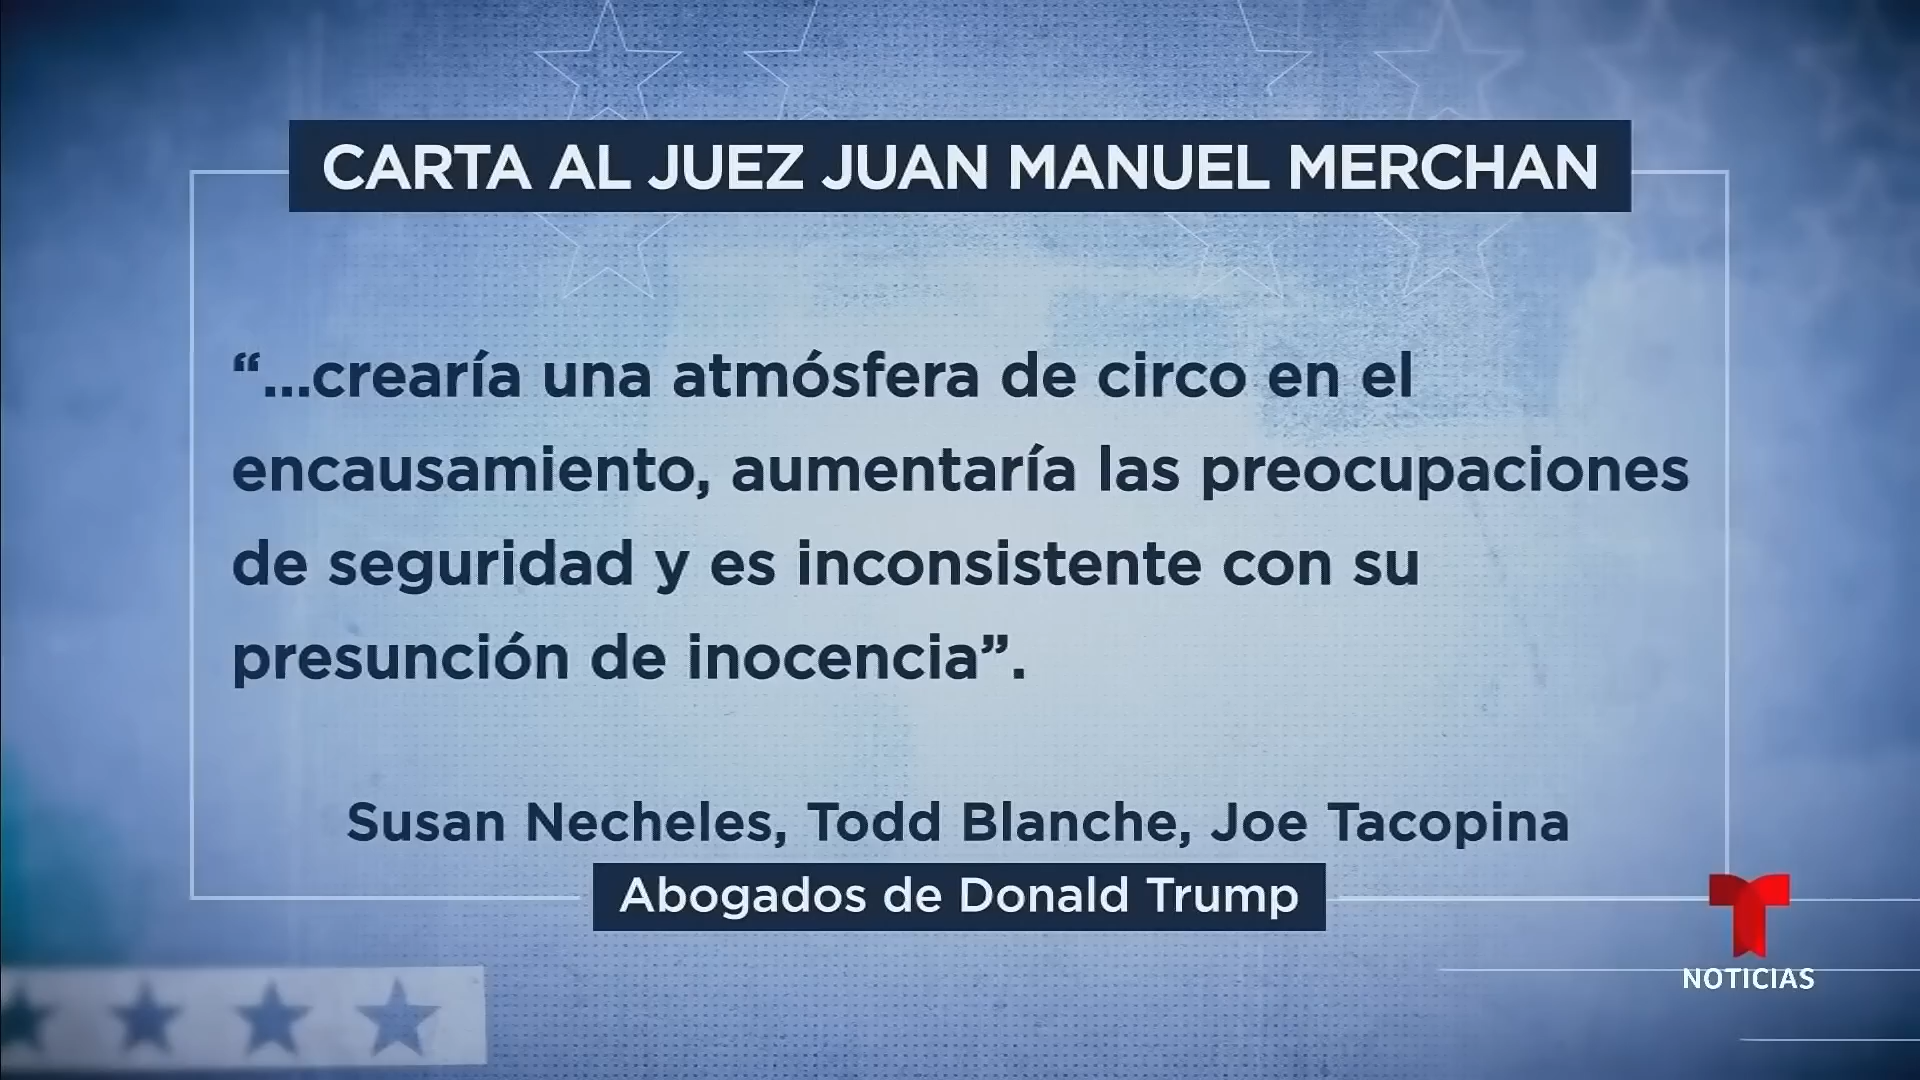 CARTA AL JUEZ JUAN MANUEL MERCHAN
“...crearía una atmósfera de circo en el
encausamiento, aumentaría las preocupaciones
de seguridad y es inconsistente con su
presunción de inocencia”.
Susan Necheles, Todd Blanche, Joe Tacopina
Abogados de Donald Trump
NOTICIAS